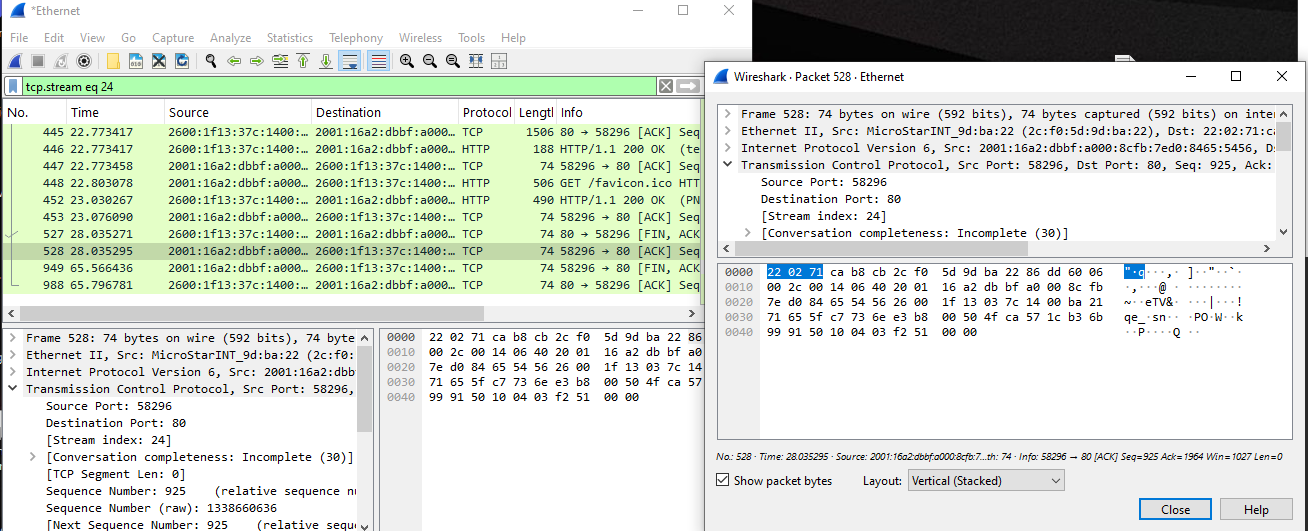 *Ethernet
File Edit View Go Capture Analyze Statistics Telephony Wireless Tools Help
tcp.stream eq 24
No. Time Source Destination Protocol Lengtl Info
445 22.773417 2600:1f13:37c:1400:… 2001:16a2:dbbf:a000… TCP 1506 80 → 58296 [ACK] Seq
446 22.773417 2600:1f13:37c:1400:… 2001:16a2:dbbf:a000… HTTP 188 HTTP/1.1 200 OK (te
447 22.773458 2001:16a2:dbbf:a000… 2600:1f13:37c:1400:… TCP 74 58296 → 80 [ACK] Seq
448 22.803078 2001:16a2:dbbf:a000… 2600:1f13:37c:1400:… HTTP 506 GET /favicon.ico HTT
452 23.030267 2600:1f13:37c:1400:… 2001:16a2:dbbf:a000… HTTP 490 HTTP/1.1 200 OK (PN
453 23.076090 2001:16a2:dbbf:a000… 2600:1f13:37c:1400:… TCP 74 58296 → 80 [ACK] Seq
527 28.035271 2600:1f13:37c:1400:… 2001:16a2:dbbf:a000… TCP 74 80 → 58296 [FIN, ACK
528 28.035295 2001:16a2:dbbf:a000… 2600:1f13:37c:1400:… TCP 74 58296 → 80 [ACK] Seq
949 65.566436 2001:16a2:dbbf:a000… 2600:1f13:37c:1400:… TCP 74 58296 → 80 [FIN, ACK
988 65.796781 2600:1f13:37c:1400:… 2001:16a2:dbbf:a000… TCP 74 80 → 58296 [ACK] Seq
Frame 528: 74 bytes on wire (592 bits), 74 byte
Ethernet II, Src: MicroStarINT_9d:ba:22 (2c:f0:
Internet Protocol Version 6, Src: 2001:16a2:dbb
Transmission Control Protocol, Src Port: 58296,
Source Port: 58296
Destination Port: 80
[Stream index: 24]
[Conversation completeness: Incomplete (30)]
[TCP Segment Len: 0]
Sequence Number: 925 (relative sequence nu
Sequence Number (raw): 1338660636
[Next Sequence Number: 925 (relative sequ
0000 22 02 71 ca b8 cb 2c f0 5d 9d ba 22 86
0010 00 2c 00 14 06 40 20 01 16 a2 db bf a0
0020 7e d0 84 65 54 56 26 00 1f 13 03 7c 14
0030 71 65 5f c7 73 6e e3 b8 00 50 4f ca 57
0040 99 91 50 10 04 03 f2 51 00 00
Wireshark · Packet 528 · Ethernet
Frame 528: 74 bytes on wire (592 bits), 74 bytes captured (592 bits) on inte
Ethernet II, Src: MicroStarINT_9d:ba:22 (2c:f0:5d:9d:ba:22), Dst: 22:02:71:ca
Internet Protocol Version 6, Src: 2001:16a2:dbbf:a000:8cfb:7ed0:8465:5456, Ds
Transmission Control Protocol, Src Port: 58296, Dst Port: 80, Seq: 925, Ack:
Source Port: 58296
Destination Port: 80
[Stream index: 24]
[Conversation completeness: Incomplete (30)]
0000 22 02 71 ca b8 cb 2c f0 5d 9d ba 22 86 dd 60 06 "·q···,· ]··"··`·
0010 00 2c 00 14 06 40 20 01 16 a2 db bf a0 00 8c fb ·,···@ · ········
0020 7e d0 84 65 54 56 26 00 1f 13 03 7c 14 00 ba 21 ~··eTV&· ···|···!
0030 71 65 5f c7 73 6e e3 b8 00 50 4f ca 57 1c b3 6b qe_·sn·· ·PO·W··k
0040 99 91 50 10 04 03 f2 51 00 00 ··P····Q ··
No.: 528 · Time: 28.035295 · Source: 2001:16a2:dbbf:a000:8cfb:7…th: 74 · Info: 58296 → 80 [ACK] Seq=925 Ack=1964 Win=1027 Len=0
Show packet bytes Layout: Vertical (Stacked)
Close Help